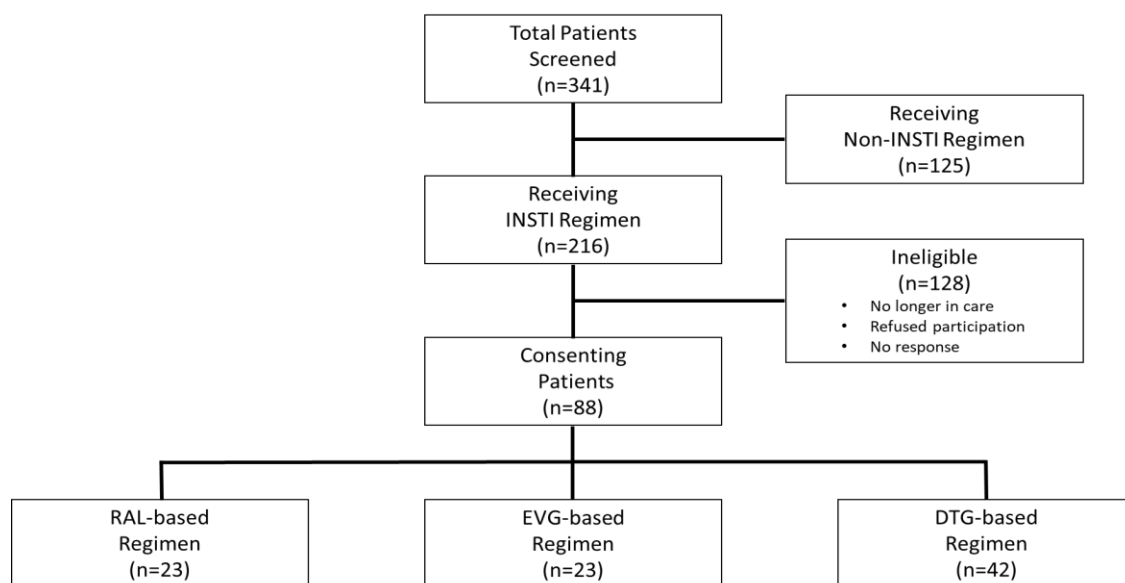 Total Patients
Screened
(n=341)
Receiving
Non-INSTI Regimen
(n=125)
Receiving
INSTI Regimen
(n=216)
Ineligible
(n=128)
• No longer in care
• Refused participation
• No response
Consenting
Patients
(n=88)
RAL-based
Regimen
(n=23)
EVG-based
Regimen
(n=23)
DTG-based
Regimen
(n=42)